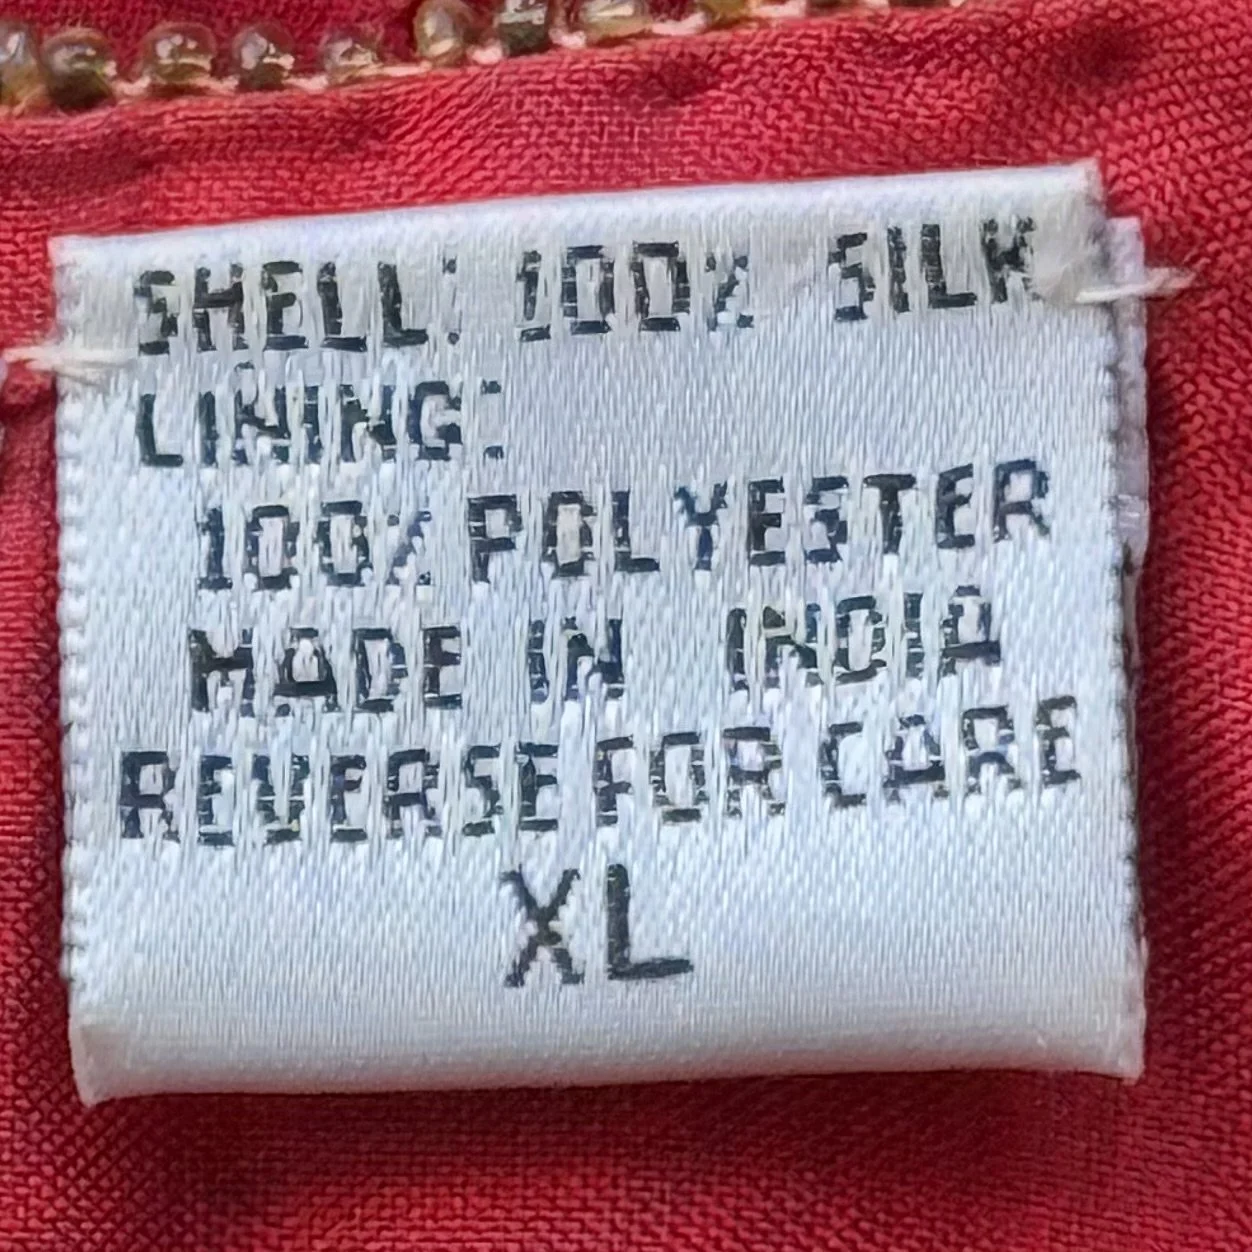 SHELL: 100% SILK
LINING:
100% POLYESTER
MADE IN INDIA
REVERSE FOR CARE
XL